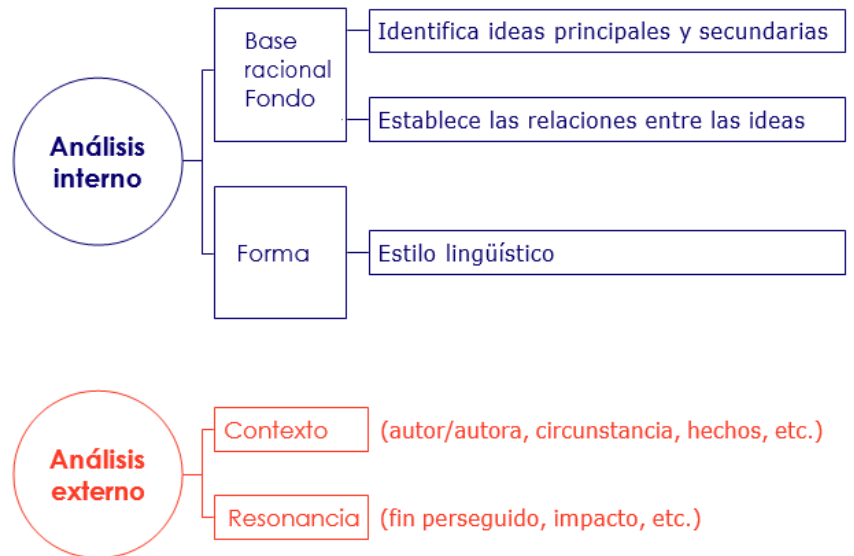 Análisis
interno
Base
racional
Fondo
Identifica ideas principales y secundarias
Establece las relaciones entre las ideas
Forma
Estilo lingüístico
Análisis
externo
Contexto (autor/autora, circunstancia, hechos, etc.)
Resonancia (fin perseguido, impacto, etc.)